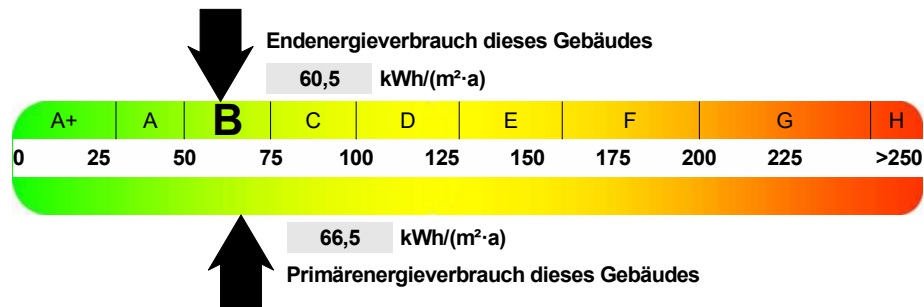 Endenergieverbrauch dieses Gebäudes
60,5 kWh/(m²·a)
A+ A B C D E F G H
0 25 50 75 100 125 150 175 200 225 >250
66,5 kWh/(m²·a)
Primärenergieverbrauch dieses Gebäudes